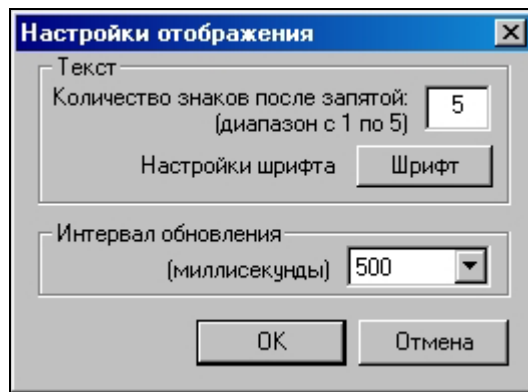 Настройки отображения
Текст
Количество знаков после запятой: 5
(диапазон с 1 по 5)
Настройки шрифта Шрифт
Интервал обновления
(миллисекунды) 500
OK Отмена